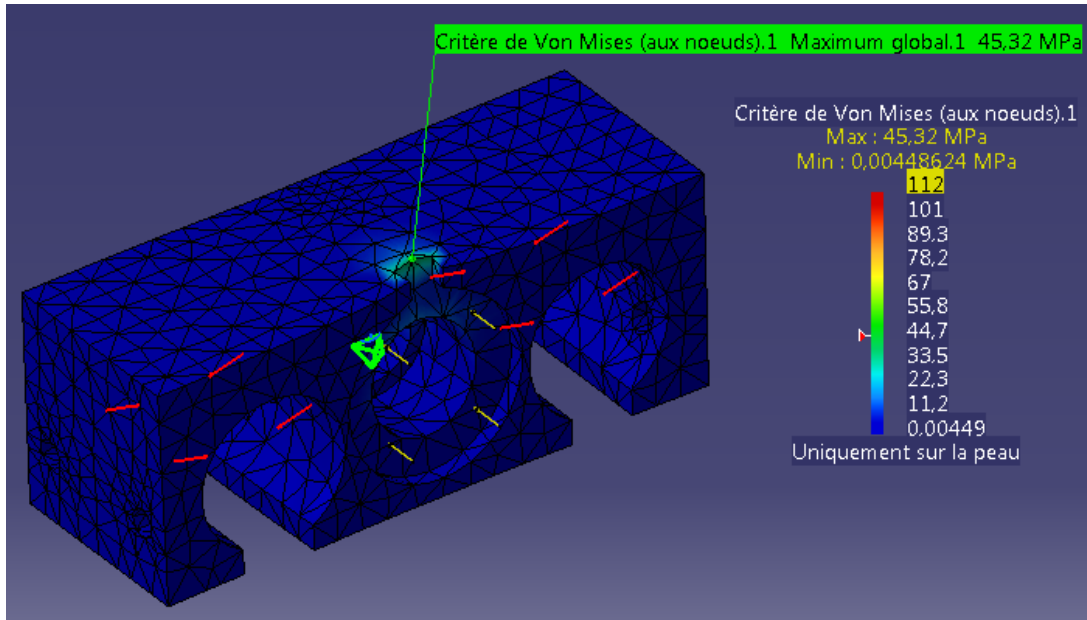 Critère de Von Mises (aux noeuds).1 Maximum global.1 45,32 MPa
Critère de Von Mises (aux noeuds).1
Max : 45,32 MPa
Min : 0,00448624 MPa
112
101
89,3
78,2
67
55,8
44,7
33,5
22,3
11,2
0,00449
Uniquement sur la peau